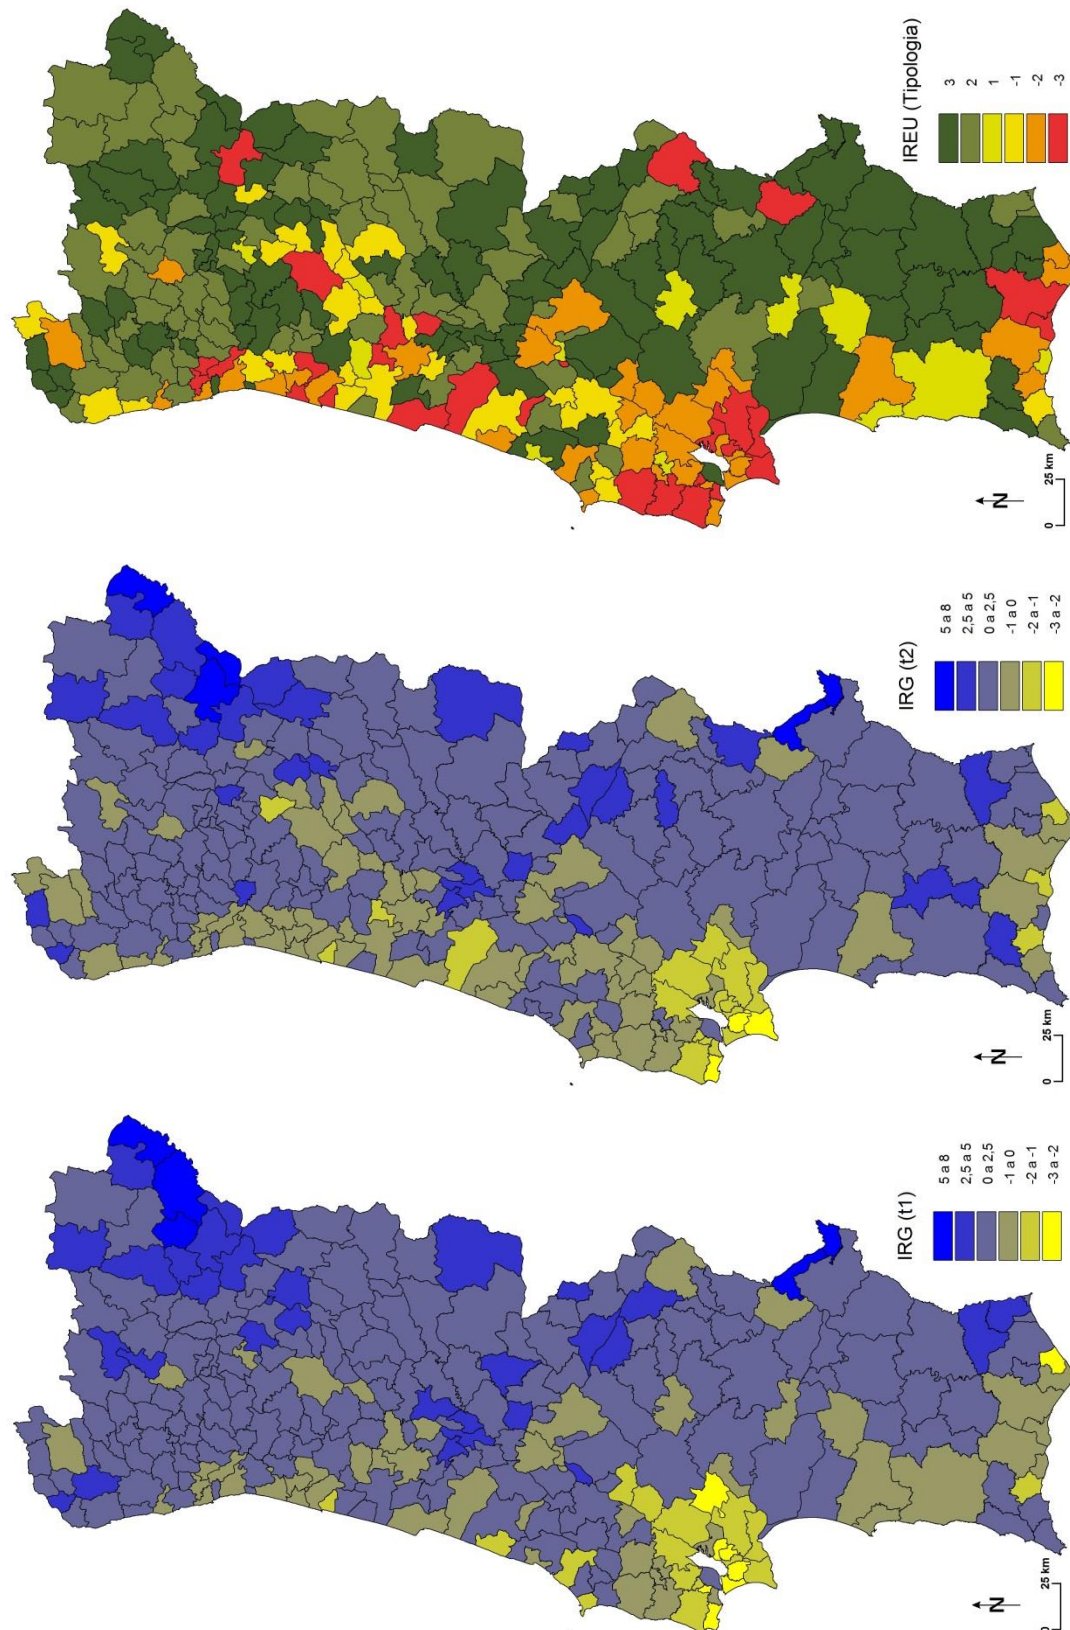 IRG (t1)
5 a 8
2,5 a 5
0 a 2,5
-1 a 0
-2 a -1
-3 a -2
N
0 25 km
IRG (t2)
5 a 8
2,5 a 5
0 a 2,5
-1 a 0
-2 a -1
-3 a -2
N
0 25 km
IREU (Tipologia)
3
2
1
-1
-2
-3
N
0 25 km